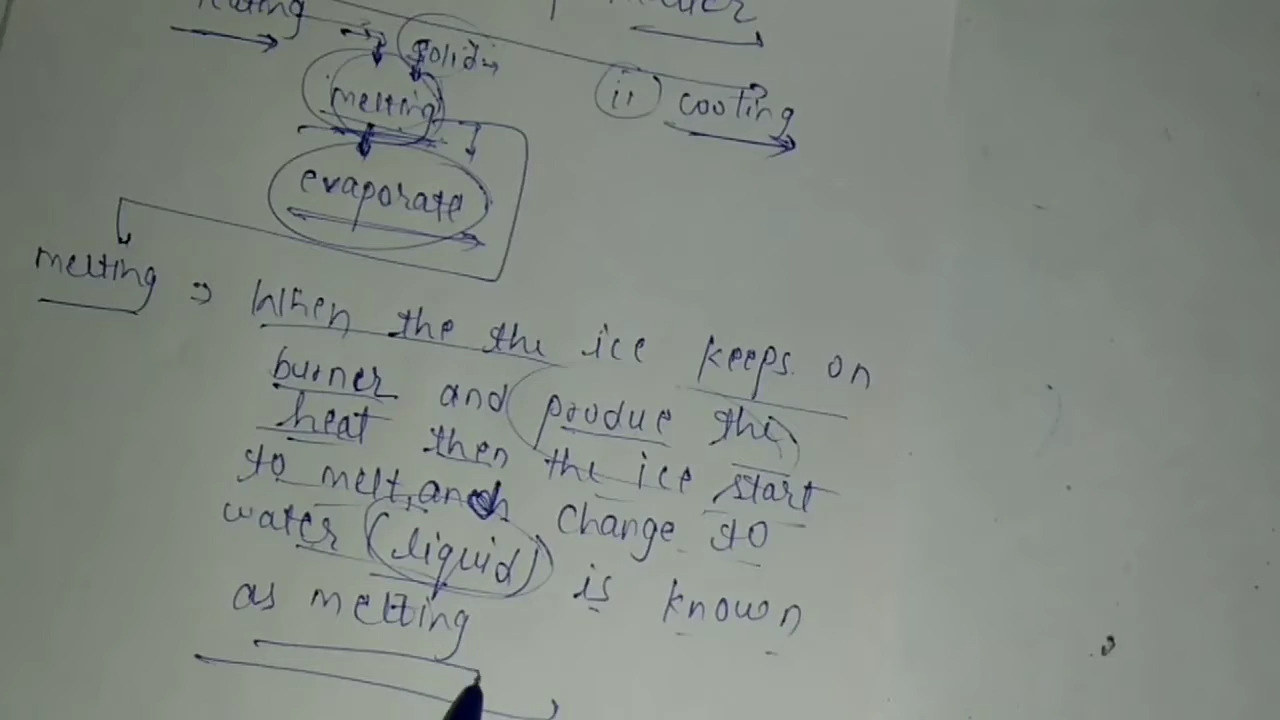 solid
ii cooling
melting
evaporate
melting ⇒ When the the ice keeps on
burner and produe the
heat then the ice start
to melt, and change to
water (liquid) is known
as melting